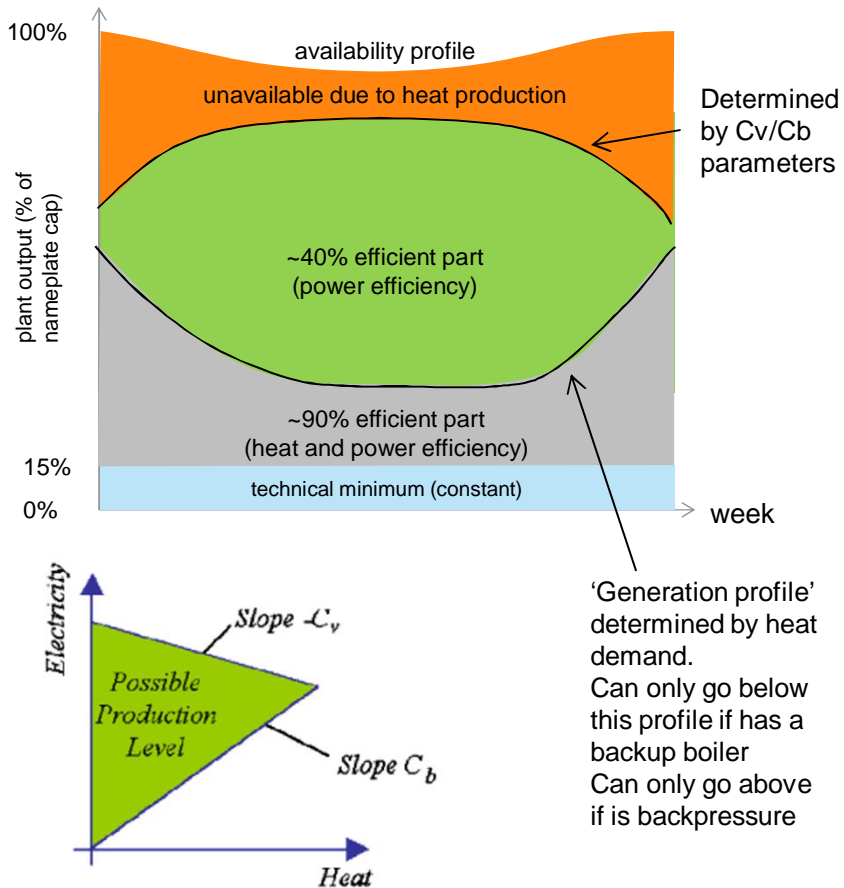 100%
availability profile
unavailable due to heat production
Determined
by Cv/Cb
parameters
plant output (% of
nameplate cap)
~40% efficient part
(power efficiency)
~90% efficient part
(heat and power efficiency)
15%
technical minimum (constant)
0%
week
Electricity
Slope -C_v
Possible
Production
Level
Slope C_b
Heat
‘Generation profile’
determined by heat
demand.
Can only go below
this profile if has a
backup boiler
Can only go above
if is backpressure